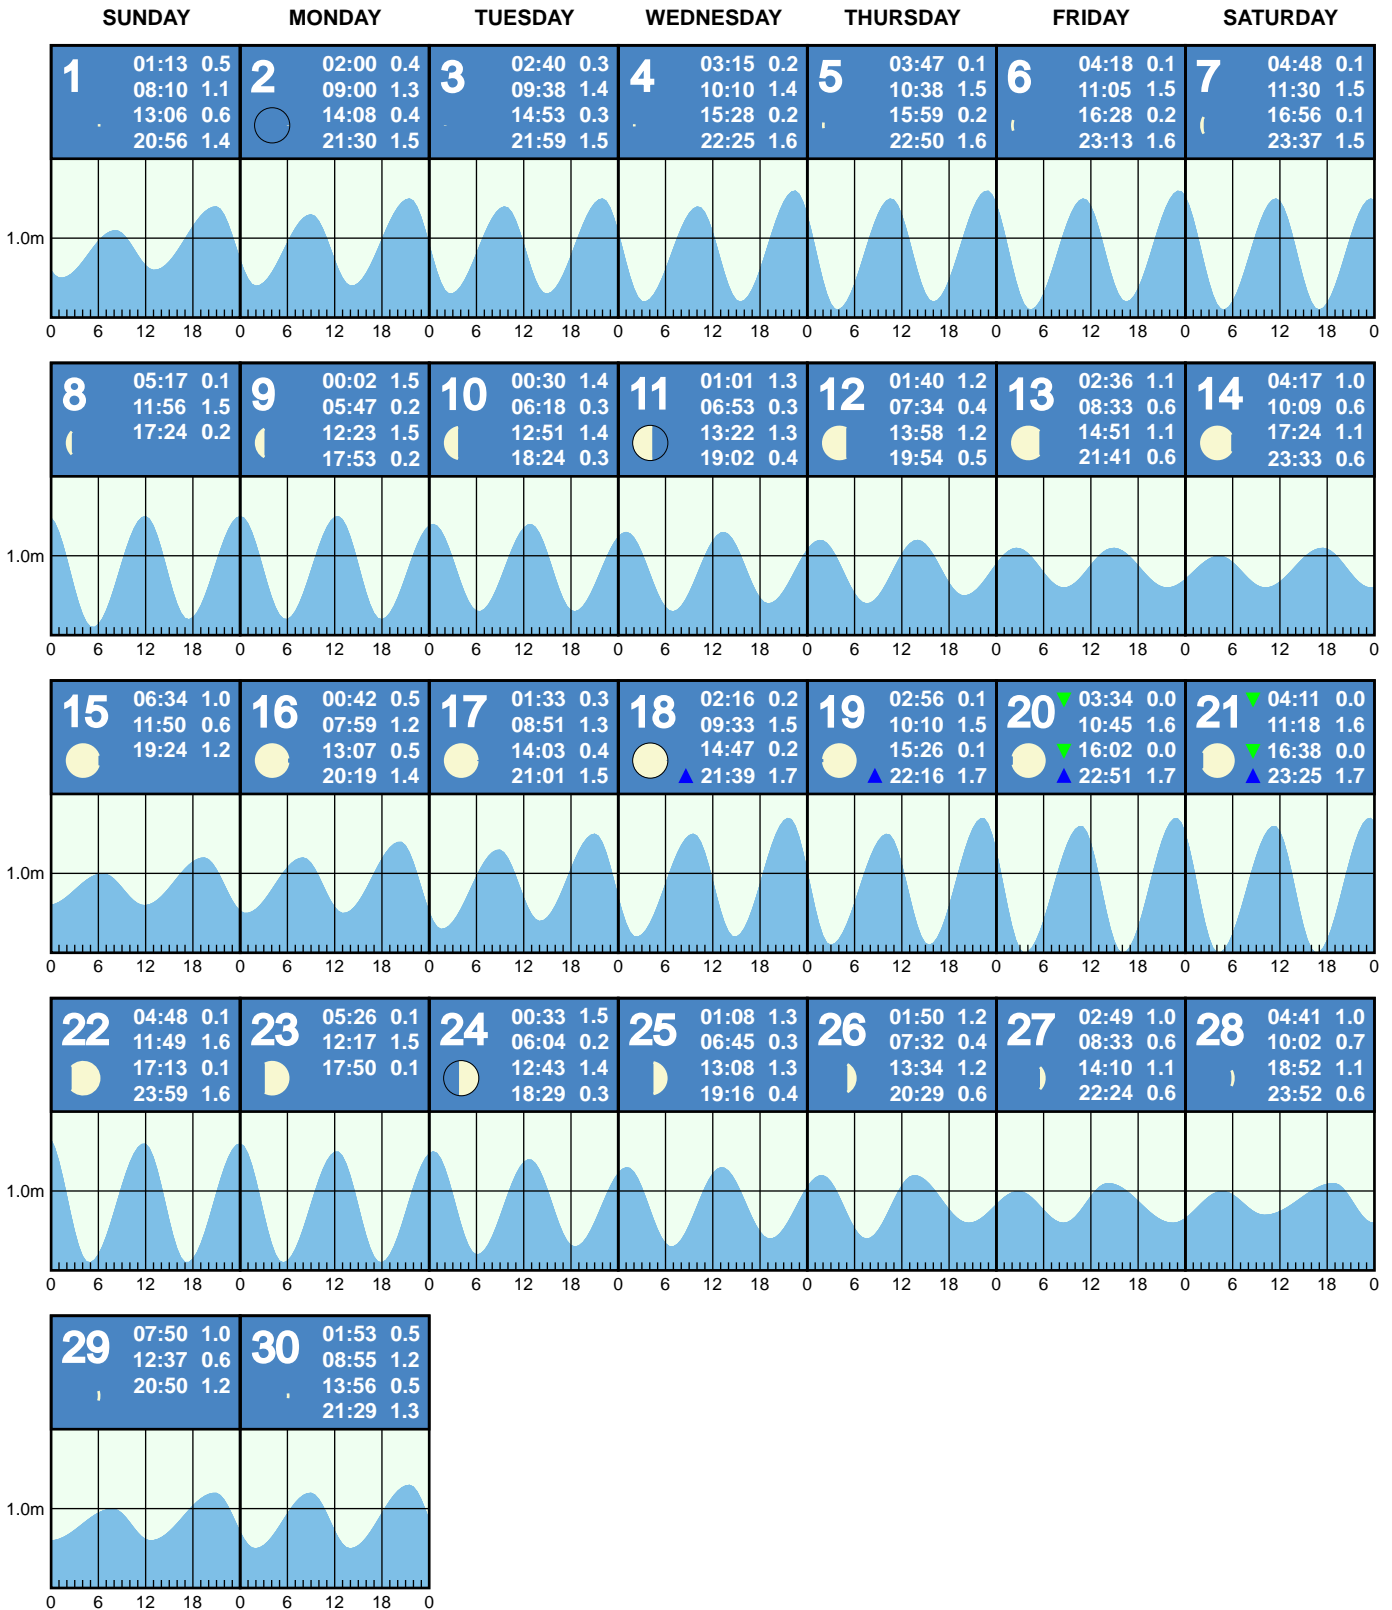 SUNDAY MONDAY TUESDAY WEDNESDAY THURSDAY FRIDAY SATURDAY
1 01:13 0.5
08:10 1.1
13:06 0.6
20:56 1.4
2 02:00 0.4
09:00 1.3
14:08 0.4
21:30 1.5
3 02:40 0.3
09:38 1.4
14:53 0.3
21:59 1.5
4 03:15 0.2
10:10 1.4
15:28 0.2
22:25 1.6
5 03:47 0.1
10:38 1.5
15:59 0.2
22:50 1.6
6 04:18 0.1
11:05 1.5
16:28 0.2
23:13 1.6
7 04:48 0.1
11:30 1.5
16:56 0.1
23:37 1.5
1.0m
0 6 12 18 0 6 12 18 0 6 12 18 0 6 12 18 0 6 12 18 0 6 12 18 0 6 12 18 0
8 05:17 0.1
11:56 1.5
17:24 0.2
9 00:02 1.5
05:47 0.2
12:23 1.5
17:53 0.2
10 00:30 1.4
06:18 0.3
12:51 1.4
18:24 0.3
11 01:01 1.3
06:53 0.3
13:22 1.3
19:02 0.4
12 01:40 1.2
07:34 0.4
13:58 1.2
19:54 0.5
13 02:36 1.1
08:33 0.6
14:51 1.1
21:41 0.6
14 04:17 1.0
10:09 0.6
17:24 1.1
23:33 0.6
1.0m
0 6 12 18 0 6 12 18 0 6 12 18 0 6 12 18 0 6 12 18 0 6 12 18 0 6 12 18 0
15 06:34 1.0
11:50 0.6
19:24 1.2
16 00:42 0.5
07:59 1.2
13:07 0.5
20:19 1.4
17 01:33 0.3
08:51 1.3
14:03 0.4
21:01 1.5
18 02:16 0.2
09:33 1.5
14:47 0.2
21:39 1.7
19 02:56 0.1
10:10 1.5
15:26 0.1
22:16 1.7
20 03:34 0.0
10:45 1.6
16:02 0.0
22:51 1.7
21 04:11 0.0
11:18 1.6
16:38 0.0
23:25 1.7
1.0m
0 6 12 18 0 6 12 18 0 6 12 18 0 6 12 18 0 6 12 18 0 6 12 18 0 6 12 18 0
22 04:48 0.1
11:49 1.6
17:13 0.1
23:59 1.6
23 05:26 0.1
12:17 1.5
17:50 0.1
24 00:33 1.5
06:04 0.2
12:43 1.4
18:29 0.3
25 01:08 1.3
06:45 0.3
13:08 1.3
19:16 0.4
26 01:50 1.2
07:32 0.4
13:34 1.2
20:29 0.6
27 02:49 1.0
08:33 0.6
14:10 1.1
22:24 0.6
28 04:41 1.0
10:02 0.7
18:52 1.1
23:52 0.6
1.0m
0 6 12 18 0 6 12 18 0 6 12 18 0 6 12 18 0 6 12 18 0 6 12 18 0 6 12 18 0
29 07:50 1.0
12:37 0.6
20:50 1.2
30 01:53 0.5
08:55 1.2
13:56 0.5
21:29 1.3
1.0m
0 6 12 18 0 6 12 18 0